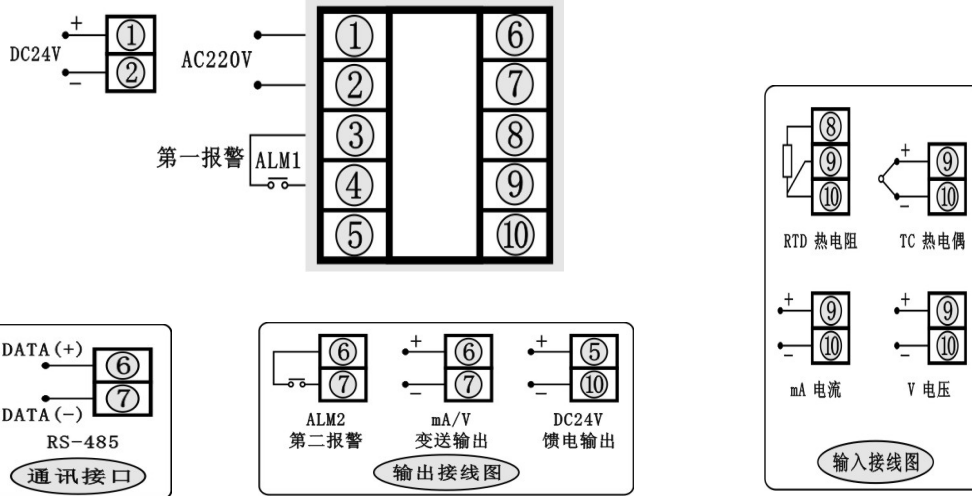 DC24V
+
①
②
−
AC220V
①
②
③
④
⑤
⑥
⑦
⑧
⑨
⑩
第一报警
ALM1
DATA(+)
DATA(−)
⑥
⑦
RS-485
通讯接口
⑥
⑦
ALM2
第二报警
+
−
⑥
⑦
mA/V
变送输出
+
−
⑤
⑩
DC24V
馈电输出
输出接线图
⑧
⑨
⑩
RTD 热电阻
+
−
⑨
⑩
TC 热电偶
+
−
⑨
⑩
mA 电流
+
−
⑨
⑩
V 电压
输入接线图